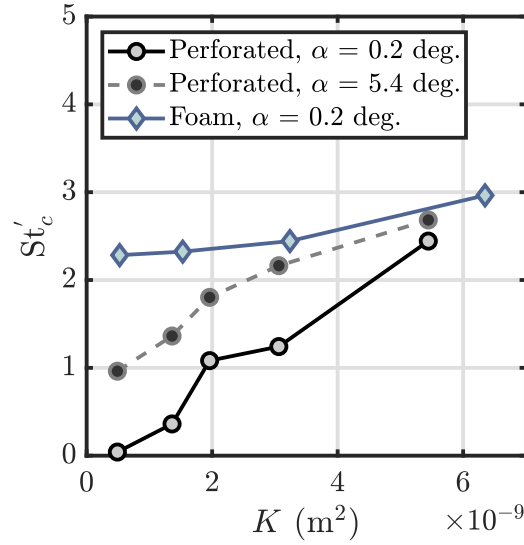 5
Perforated, α = 0.2 deg.
Perforated, α = 5.4 deg.
Foam, α = 0.2 deg.
4
3
St′c
2
1
0
0 2 4 6
K (m²) ×10⁻⁹